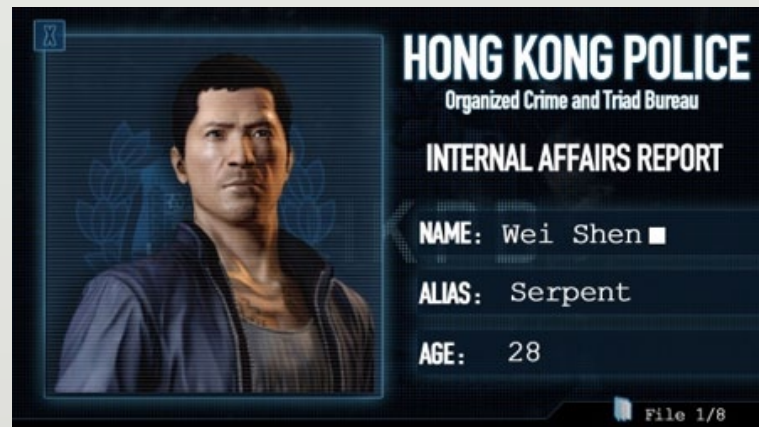 X
HONG KONG POLICE
Organized Crime and Triad Bureau
INTERNAL AFFAIRS REPORT
NAME: Wei Shen
ALIAS: Serpent
AGE: 28
File 1/8